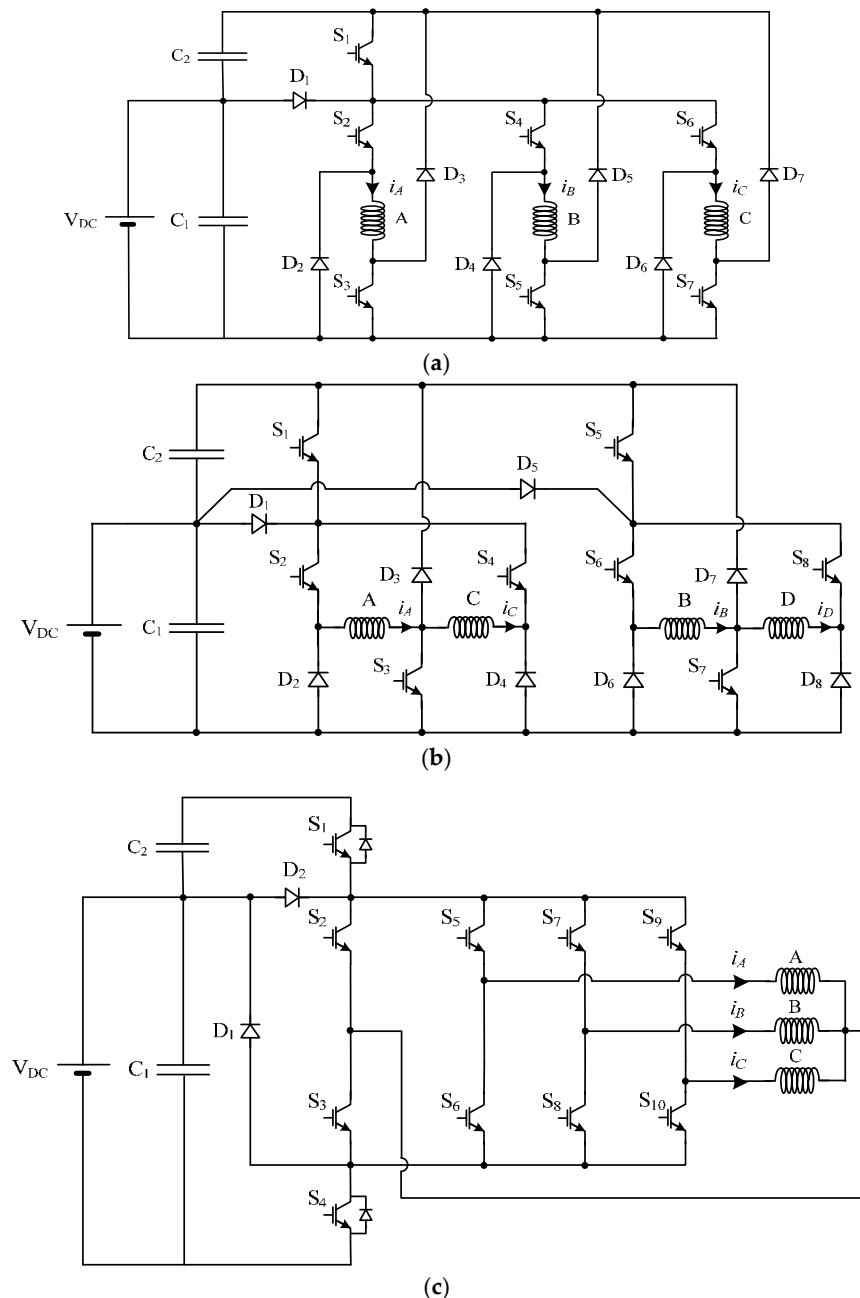 S1
C2
D1
S2
S4
S6
D3
D5
D7
iA
iB
iC
VDC
C1
A
B
C
D2
D4
D6
S3
S5
S7
(a)
S1
S5
C2
D5
D1
S2
S4
S6
S8
D3
D7
VDC
C1
A
iA
C
iC
B
iB
D
iD
D2
S3
D4
D6
S7
D8
(b)
S1
C2
D2
S2
S5
S7
S9
iA
A
iB
B
iC
C
D1
VDC
C1
S3
S6
S8
S10
S4
(c)